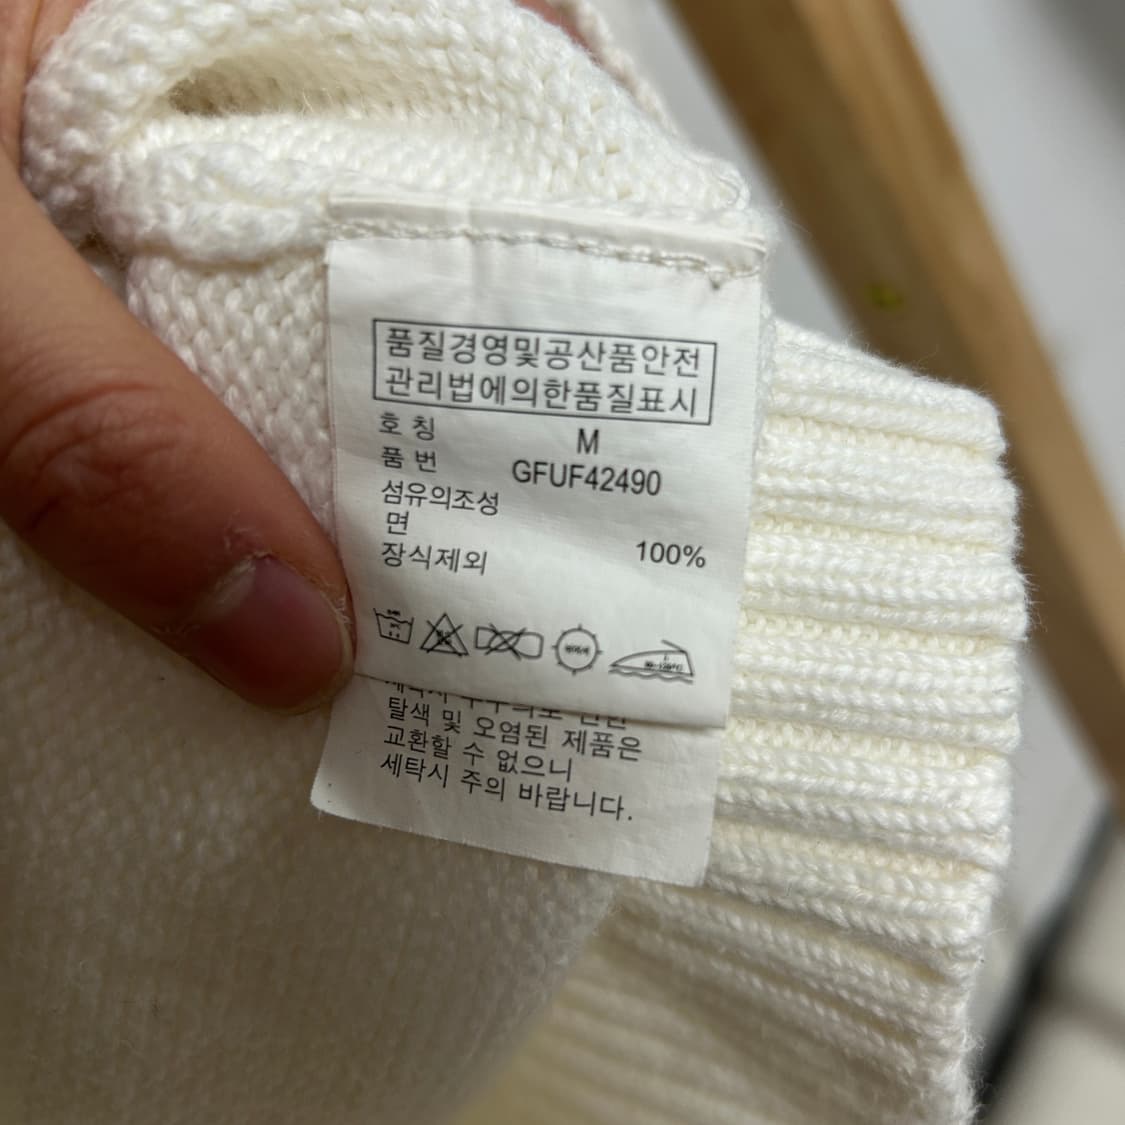 품질경영및공산품안전
관리법에의한품질표시
호 칭 M
품 번 GFUF42490
섬유의조성
면 100%
장식제외
탈색 및 오염된 제품은
교환할 수 없으니
세탁시 주의 바랍니다.